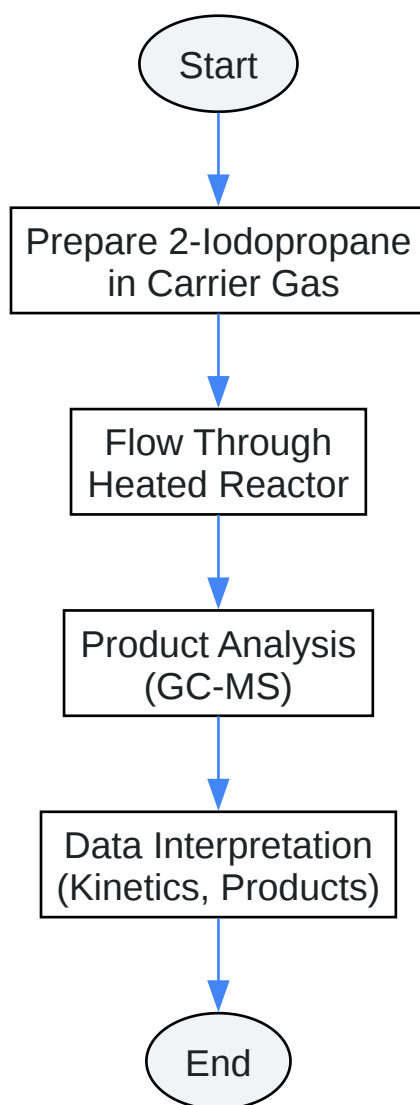 Start
Prepare 2-Iodopropane
in Carrier Gas
Flow Through
Heated Reactor
Product Analysis
(GC-MS)
Data Interpretation
(Kinetics, Products)
End